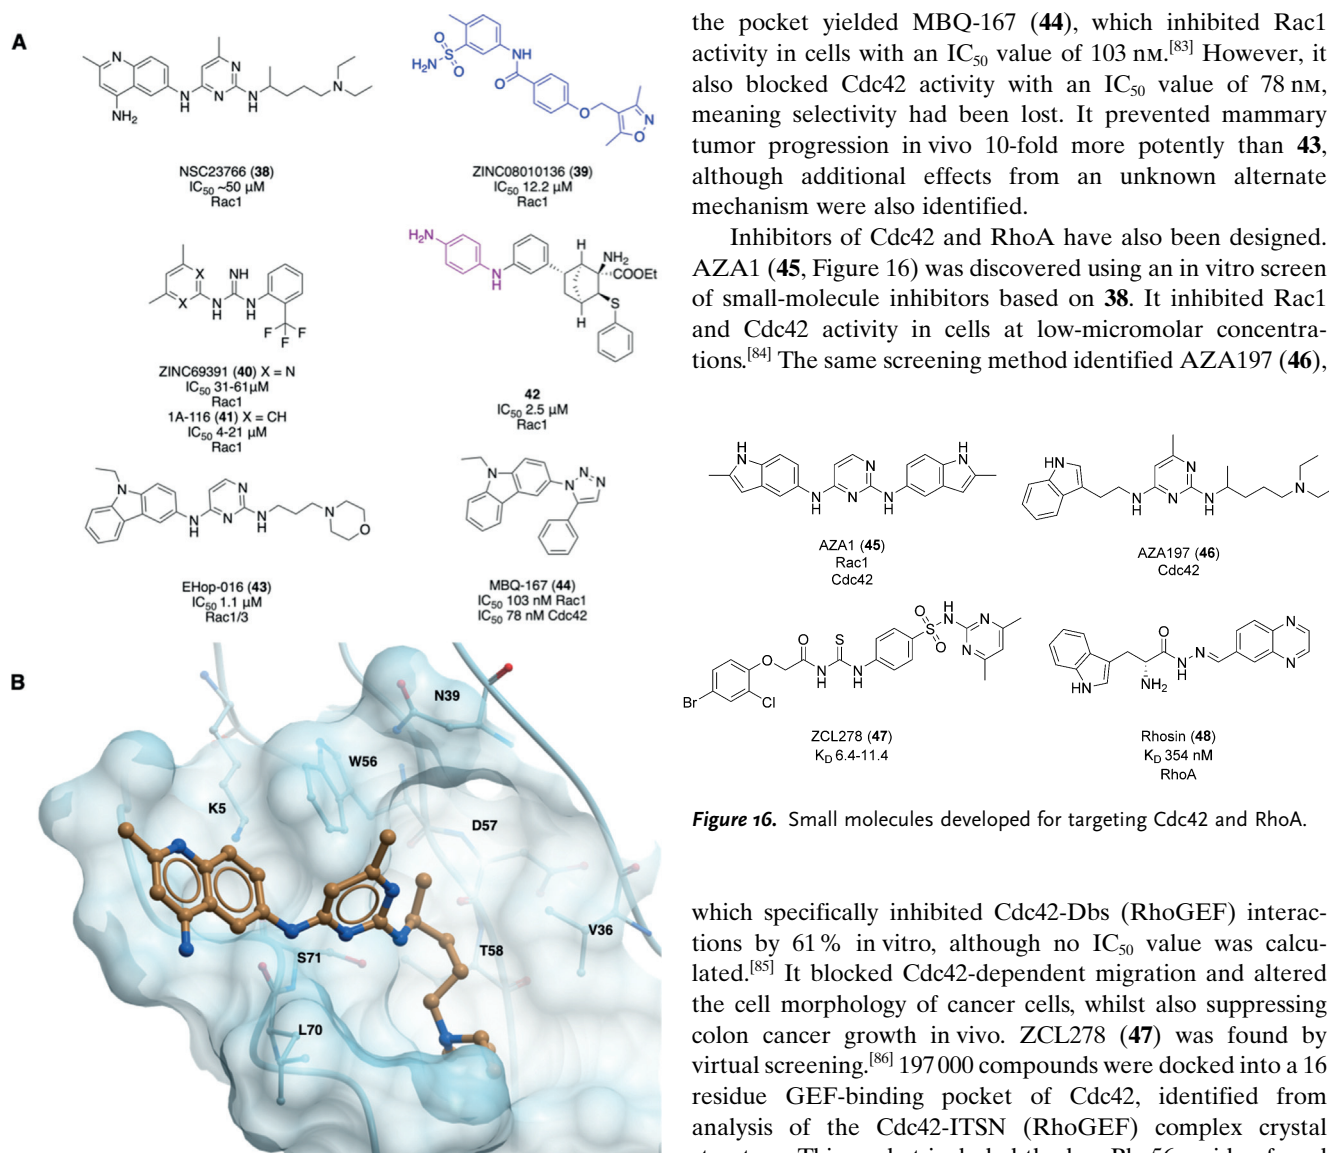 A
NSC23766 (38)
IC50 ~50 µM
Rac1
ZINC08010136 (39)
IC50 12.2 µM
Rac1
ZINC69391 (40) X = N
IC50 31-61µM
Rac1
1A-116 (41) X = CH
IC50 4-21 µM
Rac1
42
IC50 2.5 µM
Rac1
EHop-016 (43)
IC50 1.1 µM
Rac1/3
MBQ-167 (44)
IC50 103 nM Rac1
IC50 78 nM Cdc42
B
N39
W56
K5
D57
V36
T58
S71
L70
the pocket yielded MBQ-167 (44), which inhibited Rac1
activity in cells with an IC50 value of 103 nM.[83] However, it
also blocked Cdc42 activity with an IC50 value of 78 nM,
meaning selectivity had been lost. It prevented mammary
tumor progression in vivo 10-fold more potently than 43,
although additional effects from an unknown alternate
mechanism were also identified.
Inhibitors of Cdc42 and RhoA have also been designed.
AZA1 (45, Figure 16) was discovered using an in vitro screen
of small-molecule inhibitors based on 38. It inhibited Rac1
and Cdc42 activity in cells at low-micromolar concentra-
tions.[84] The same screening method identified AZA197 (46),
AZA1 (45)
Rac1
Cdc42
AZA197 (46)
Cdc42
ZCL278 (47)
KD 6.4-11.4
Rhosin (48)
KD 354 nM
RhoA
Figure 16. Small molecules developed for targeting Cdc42 and RhoA.
which specifically inhibited Cdc42-Dbs (RhoGEF) interac-
tions by 61 % in vitro, although no IC50 value was calcu-
lated.[85] It blocked Cdc42-dependent migration and altered
the cell morphology of cancer cells, whilst also suppressing
colon cancer growth in vivo. ZCL278 (47) was found by
virtual screening.[86] 197 000 compounds were docked into a 16
residue GEF-binding pocket of Cdc42, identified from
analysis of the Cdc42-ITSN (RhoGEF) complex crystal